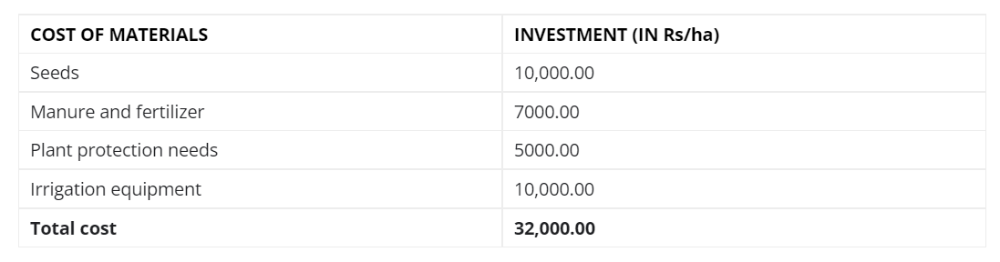 COST OF MATERIALS INVESTMENT (IN Rs/ha)
Seeds 10,000.00
Manure and fertilizer 7000.00
Plant protection needs 5000.00
Irrigation equipment 10,000.00
Total cost 32,000.00